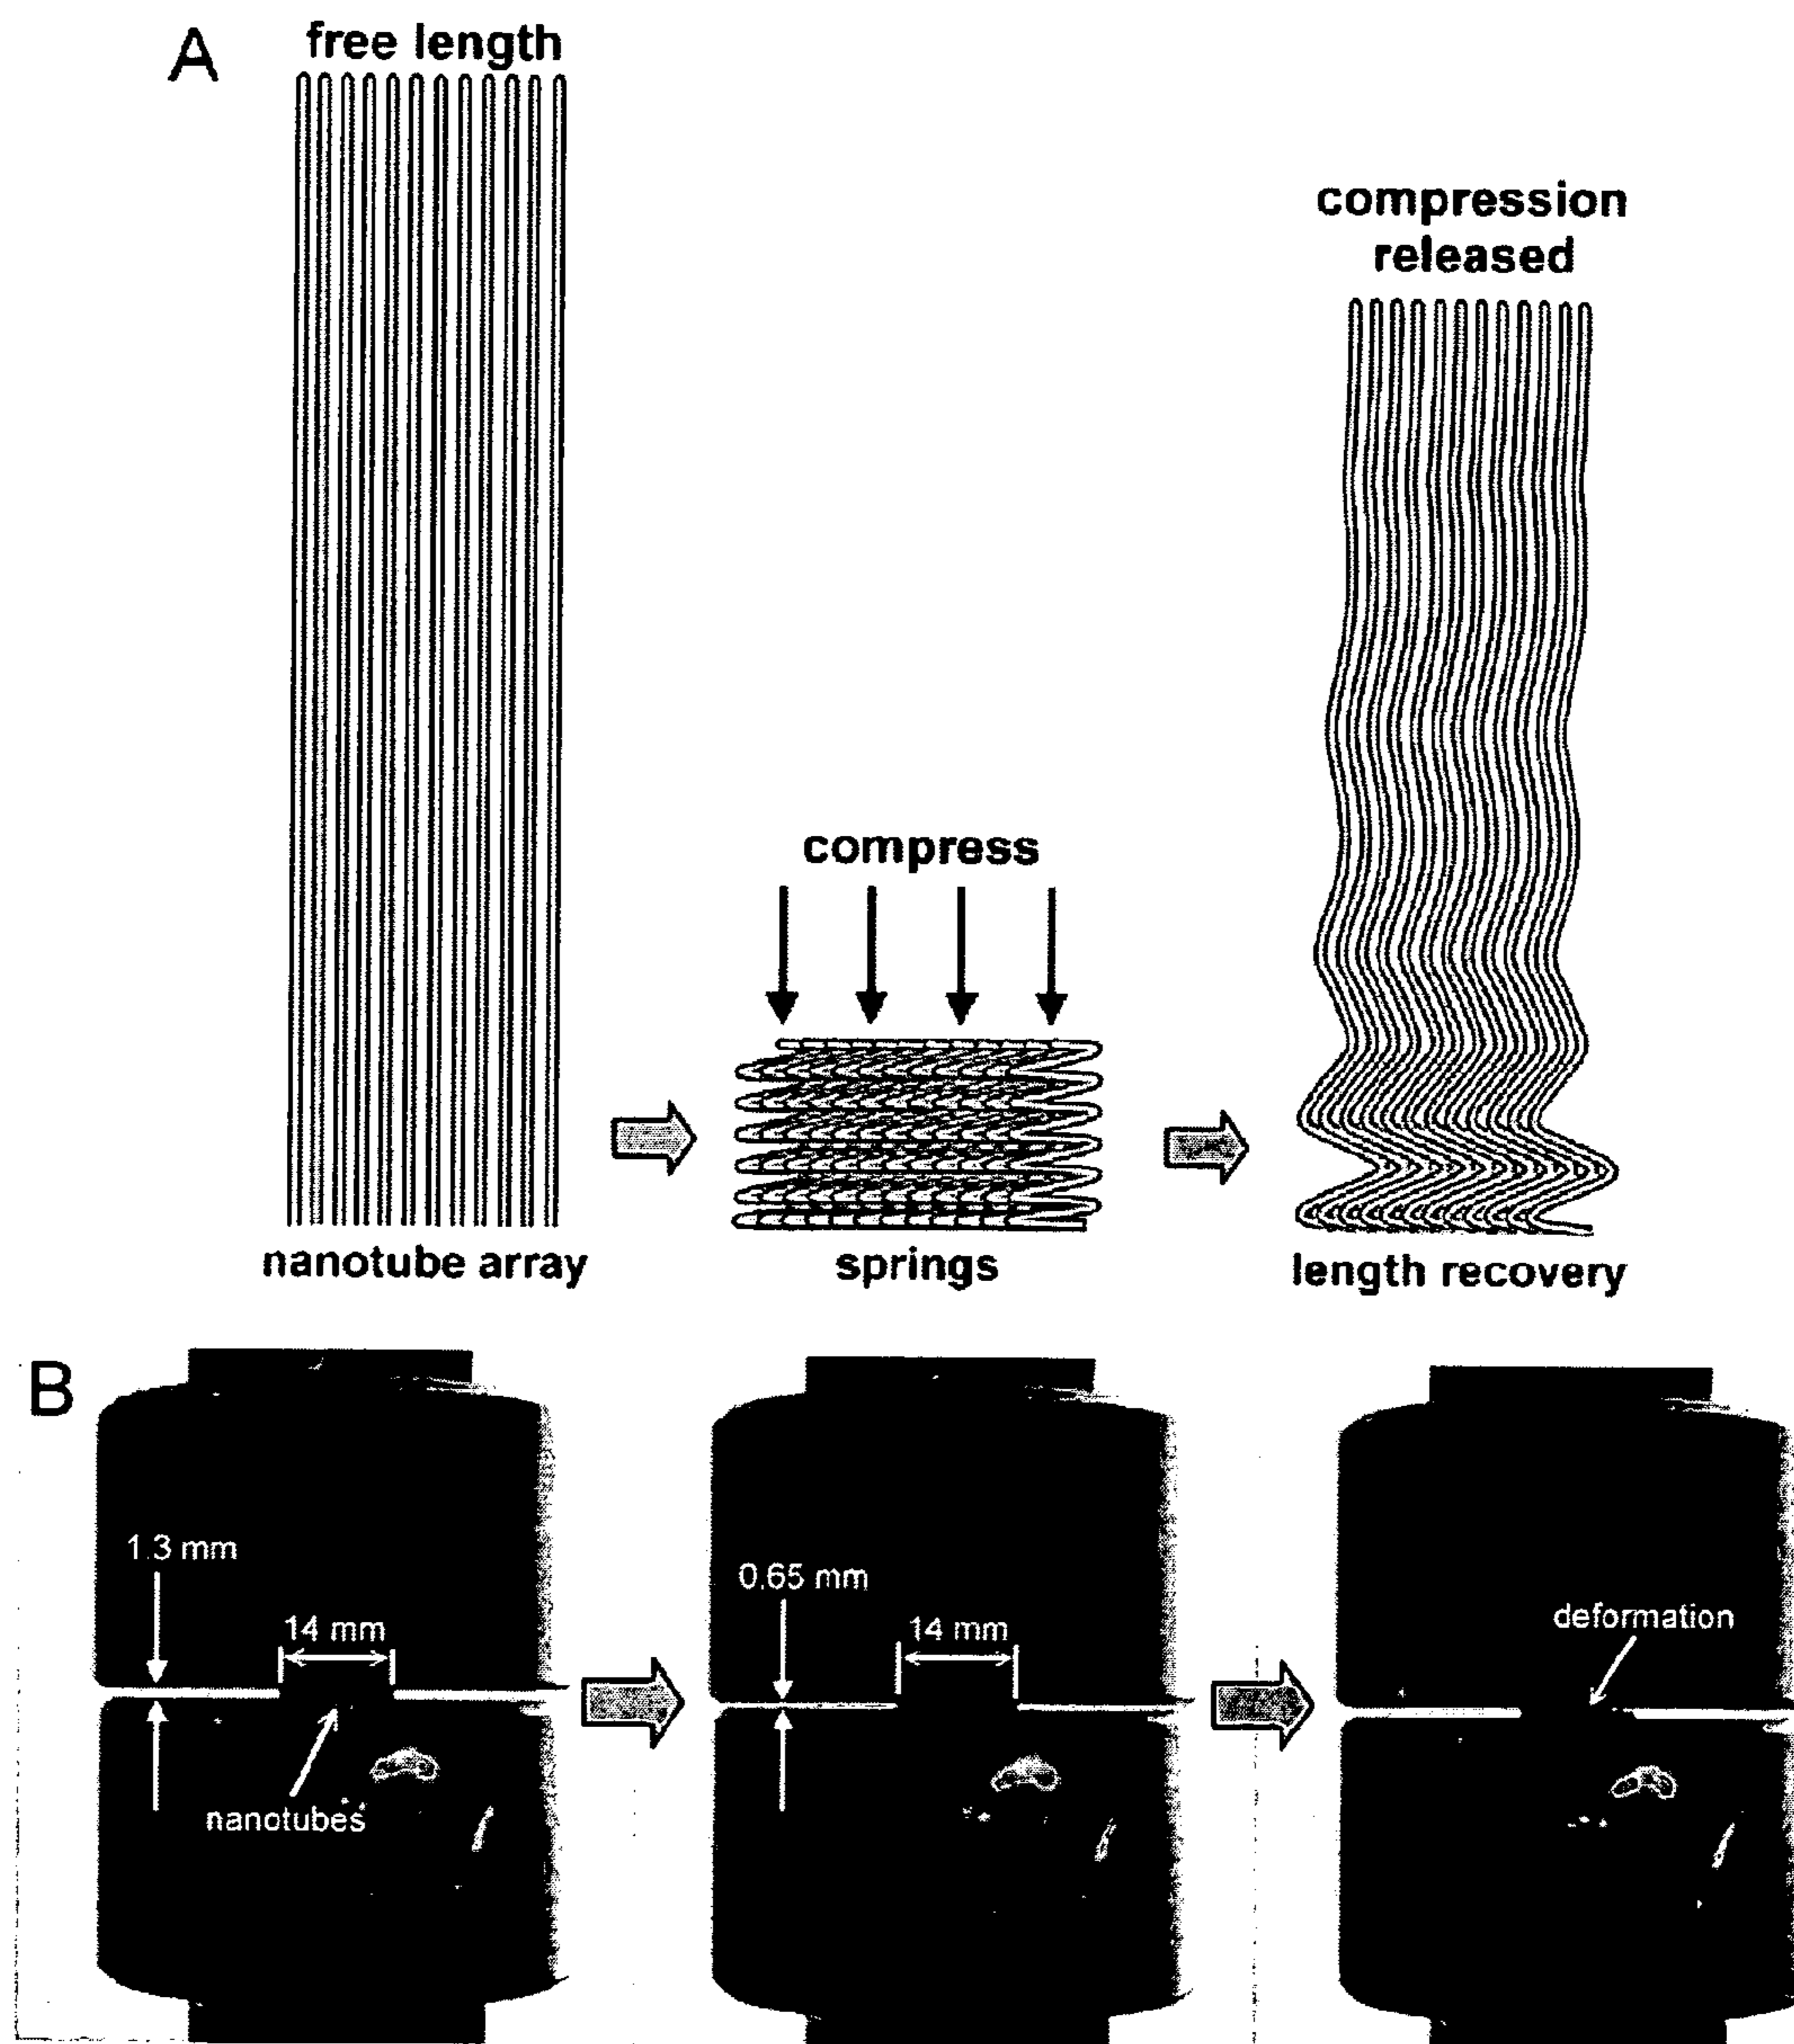 A
free length
compression
released
compress
nanotube array
springs
length recovery
B
1.3 mm
14 mm
nanotubes
0.65 mm
14 mm
deformation